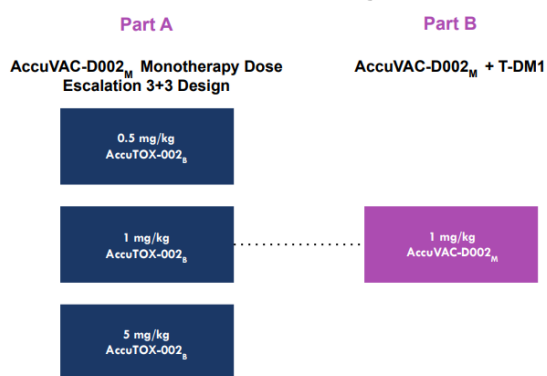 Part A
AccuVAC-D002M Monotherapy Dose
Escalation 3+3 Design
0.5 mg/kg
AccuTOX-002B
1 mg/kg
AccuTOX-002B
5 mg/kg
AccuTOX-002B
Part B
AccuVAC-D002M + T-DM1
1 mg/kg
AccuVAC-D002M